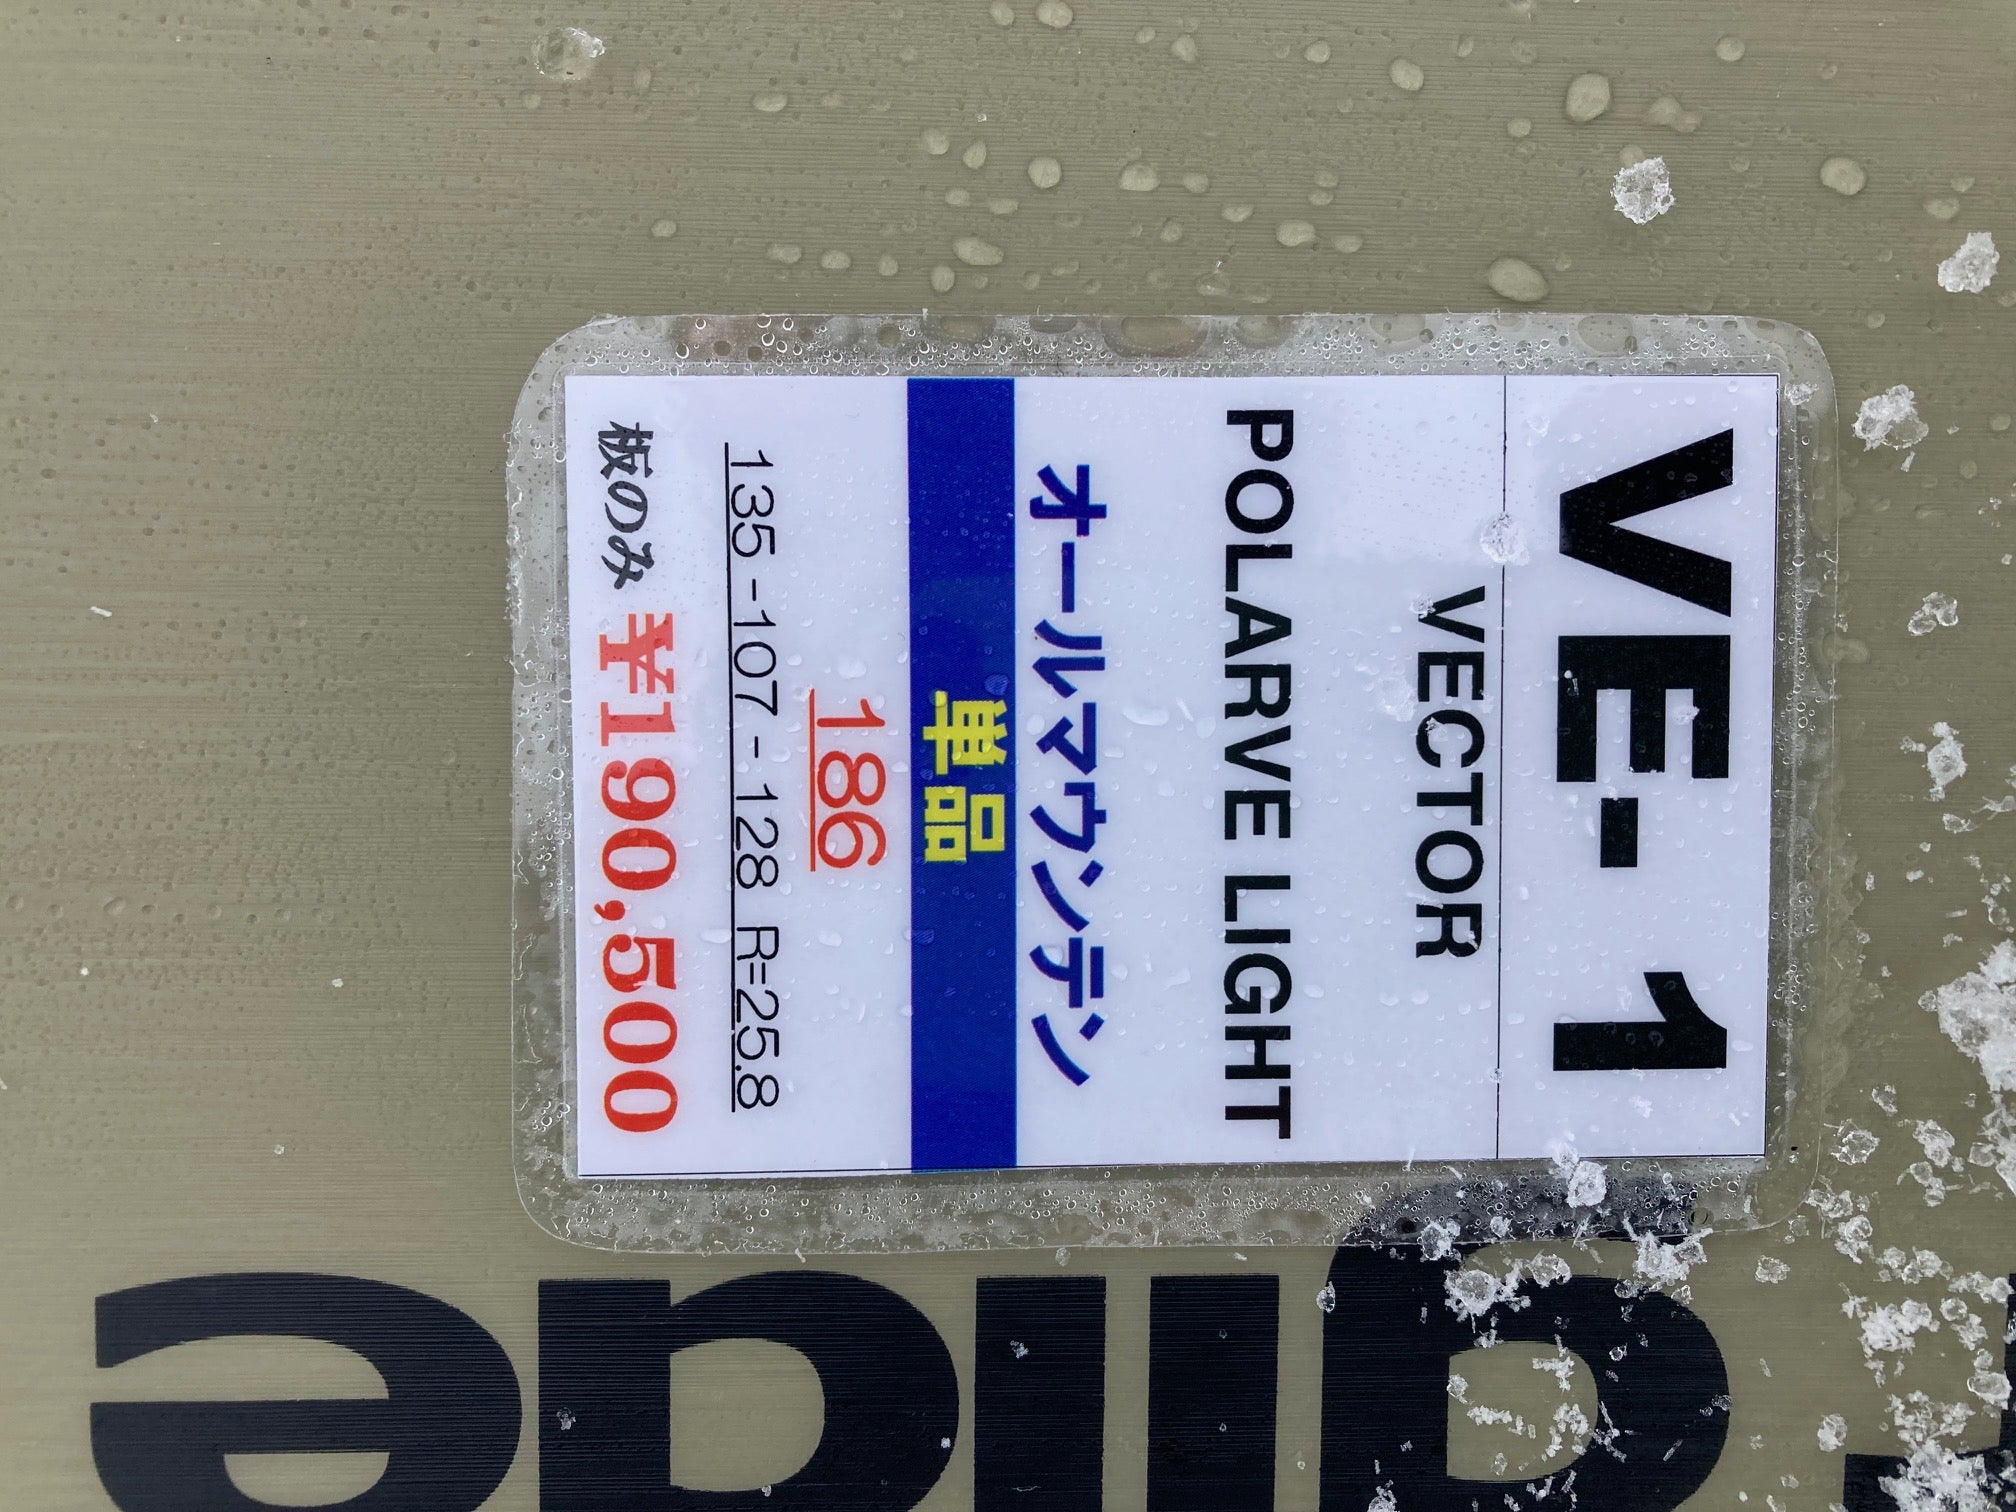 VE-1
VECTOR
POLARVE LIGHT
オールマウンテン
単品
186
135-107-128 R=25.8
板のみ ¥190,500